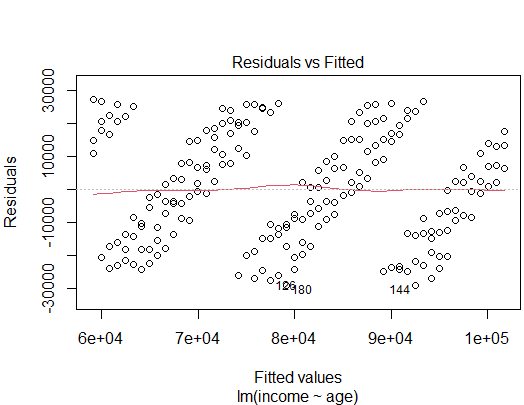 Residuals vs Fitted
Residuals
30000
10000
-10000
-30000
126
180
144
6e+04 7e+04 8e+04 9e+04 1e+05
Fitted values
lm(income ~ age)